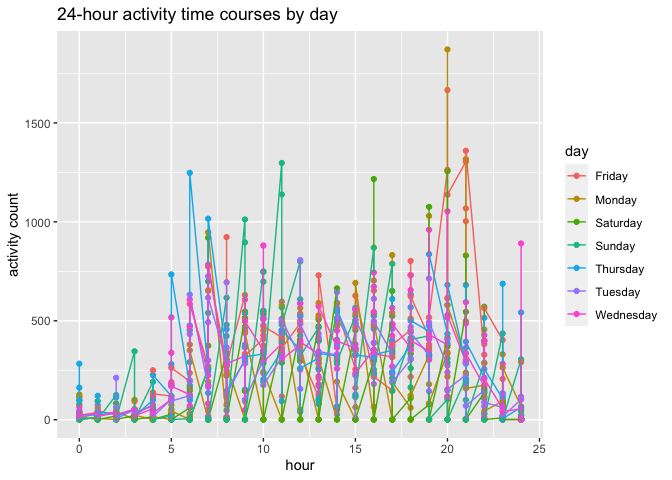 24-hour activity time courses by day
activity count
1500
1000
500
0
0
5
10
15
20
25
hour
day
Friday
Monday
Saturday
Sunday
Thursday
Tuesday
Wednesday